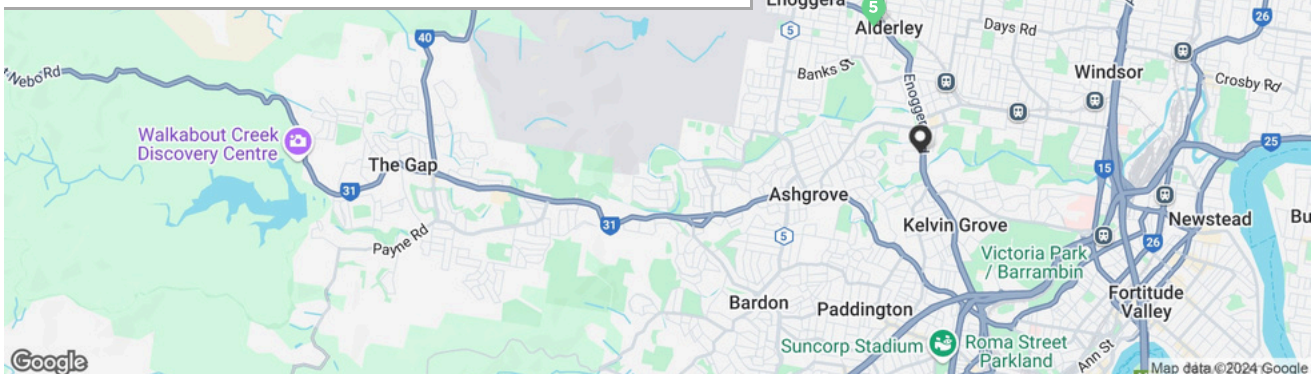 Enoggera
5
Alderley
Days Rd
26
5
40
Banks St
Windsor
Crosby Rd
Nebo Rd
Enogger
Walkabout Creek
Discovery Centre
The Gap
25
15
31
Ashgrove
31
Payne Rd
5
Kelvin Grove
Newstead
Bu
26
Victoria Park
/ Barrambin
Bardon
Paddington
Fortitude
Valley
Suncorp Stadium
Roma Street
Parkland
Ann St
Google
Map data ©2024 Google